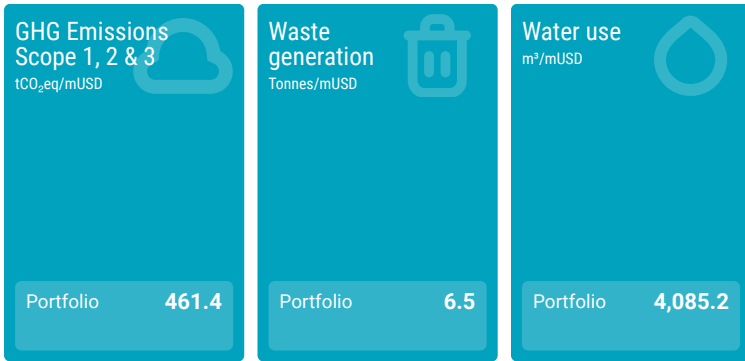 GHG Emissions
Scope 1, 2 & 3
tCO₂eq/mUSD
Portfolio 461.4
Waste
generation
Tonnes/mUSD
Portfolio 6.5
Water use
m³/mUSD
Portfolio 4,085.2